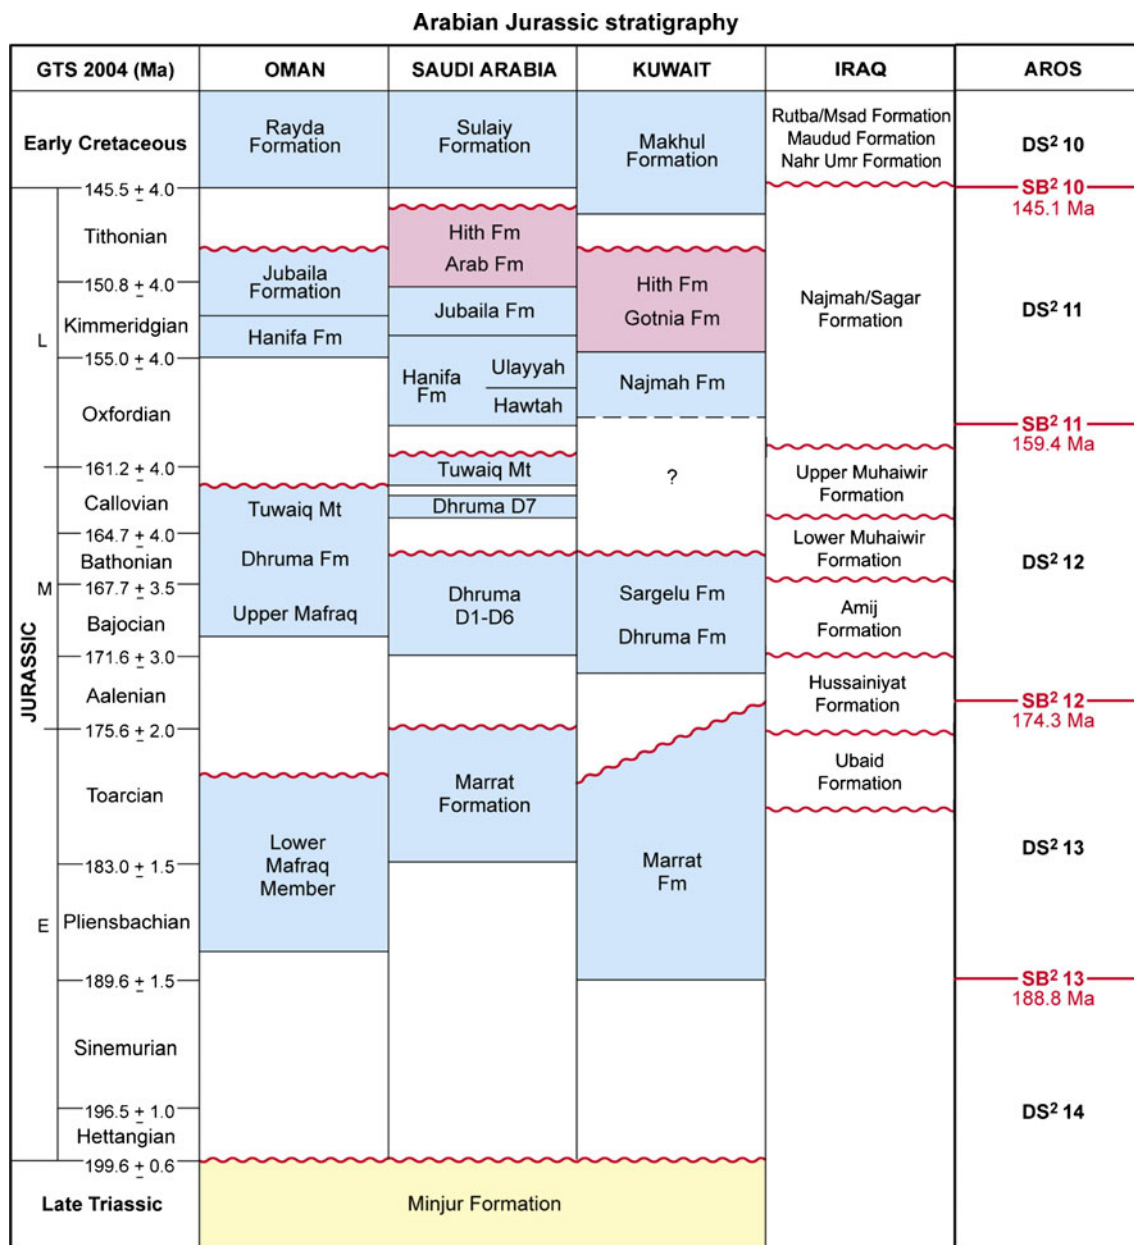 Arabian Jurassic stratigraphy
GTS 2004 (Ma)
OMAN
SAUDI ARABIA
KUWAIT
IRAQ
AROS
Early Cretaceous
145.5 ± 4.0
JURASSIC
L
Tithonian
150.8 ± 4.0
Kimmeridgian
155.0 ± 4.0
Oxfordian
161.2 ± 4.0
M
Callovian
164.7 ± 4.0
Bathonian
167.7 ± 3.5
Bajocian
171.6 ± 3.0
Aalenian
175.6 ± 2.0
E
Toarcian
183.0 ± 1.5
Pliensbachian
189.6 ± 1.5
Sinemurian
196.5 ± 1.0
Hettangian
199.6 ± 0.6
Late Triassic
Rayda
Formation
Jubaila
Formation
Hanifa Fm
Tuwaiq Mt
Dhruma Fm
Upper Mafraq
Lower
Mafraq
Member
Sulaiy
Formation
Hith Fm
Arab Fm
Jubaila Fm
Hanifa
Fm
Ulayyah
Hawtah
Tuwaiq Mt
Dhruma D7
Dhruma
D1-D6
Marrat
Formation
Makhul
Formation
Hith Fm
Gotnia Fm
Najmah Fm
?
Sargelu Fm
Dhruma Fm
Marrat
Fm
Minjur Formation
Rutba/Msad Formation
Maudud Formation
Nahr Umr Formation
Najmah/Sagar
Formation
Upper Muhaiwir
Formation
Lower Muhaiwir
Formation
Amij
Formation
Hussainiyat
Formation
Ubaid
Formation
DS² 10
SB² 10
145.1 Ma
DS² 11
SB² 11
159.4 Ma
DS² 12
SB² 12
174.3 Ma
DS² 13
SB² 13
188.8 Ma
DS² 14